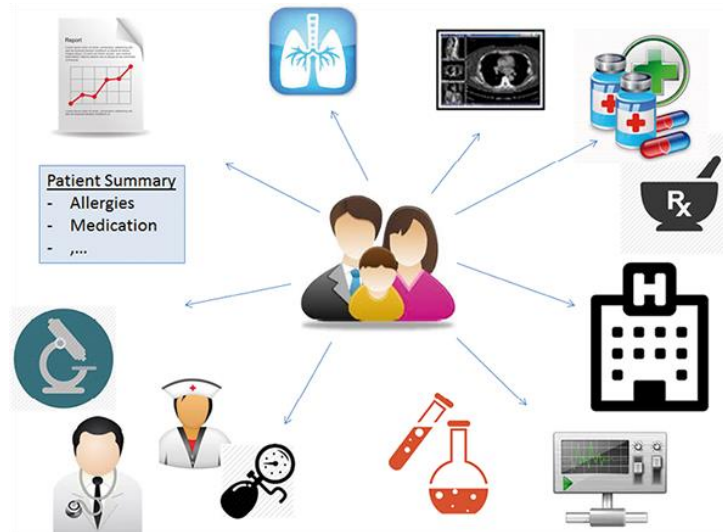 Report
Patient Summary
- Allergies
- Medication
- ,...
Rx
H